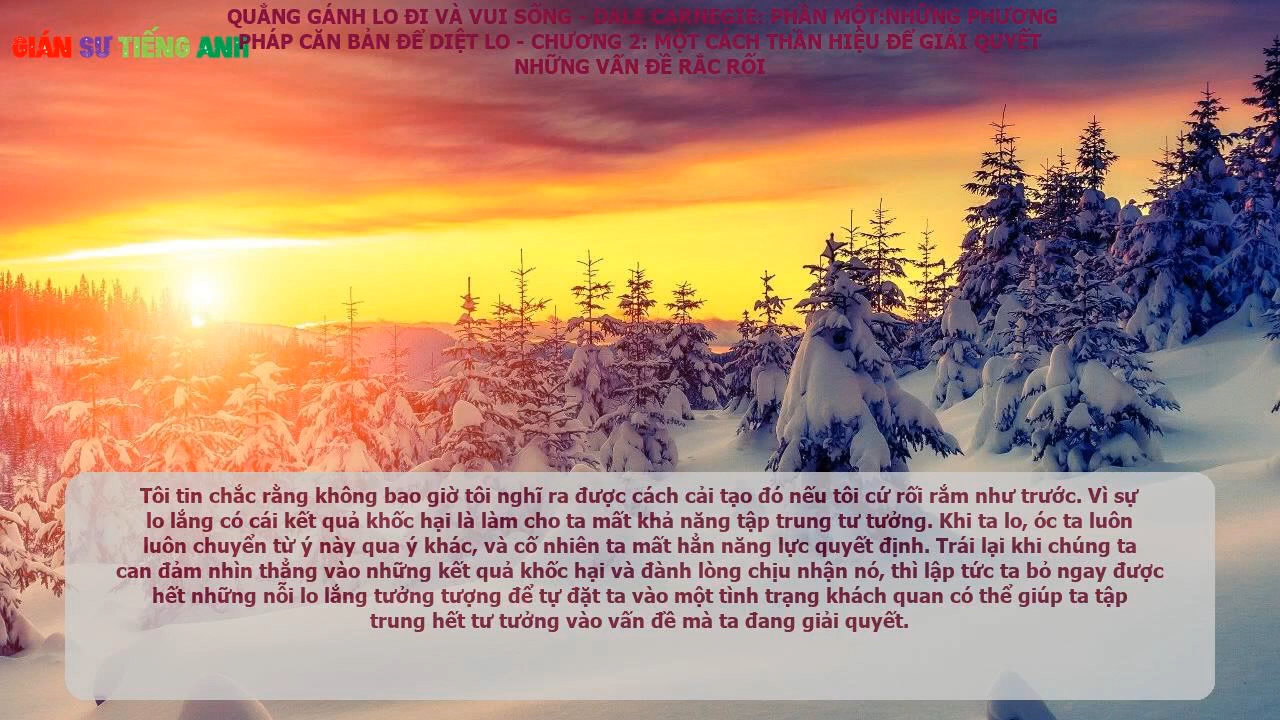 QUẲNG GÁNH LO ĐI VÀ VUI SỐNG - DALE CARNEGIE: PHẦN MỘT:NHỮNG PHƯƠNG
GIÁN SƯ TIẾNG ANH
PHÁP CĂN BẢN ĐỂ DIỆT LO - CHƯƠNG 2: MỘT CÁCH THẦN HIỆU ĐỂ GIẢI QUYẾT
NHỮNG VẤN ĐỀ RẮC RỐI
Tôi tin chắc rằng không bao giờ tôi nghĩ ra được cách cải tạo đó nếu tôi cứ rối rắm như trước. Vì sự
lo lắng có cái kết quả khốc hại là làm cho ta mất khả năng tập trung tư tưởng. Khi ta lo, óc ta luôn
luôn chuyển từ ý này qua ý khác, và cố nhiên ta mất hẳn năng lực quyết định. Trái lại khi chúng ta
can đảm nhìn thẳng vào những kết quả khốc hại và đành lòng chịu nhận nó, thì lập tức ta bỏ ngay được
hết những nỗi lo lắng tưởng tượng để tự đặt ta vào một tình trạng khách quan có thể giúp ta tập
trung hết tư tưởng vào vấn đề mà ta đang giải quyết.